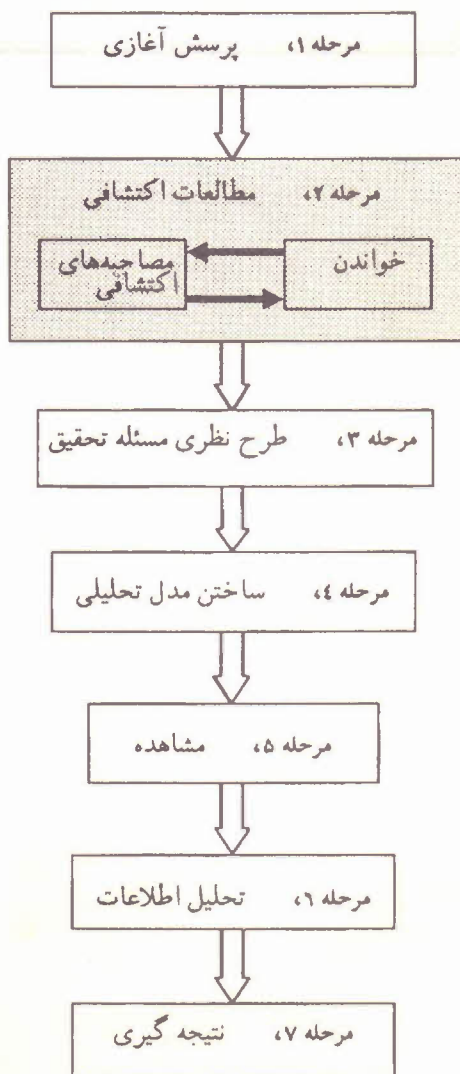 مرحله ۱، پرسش آغازی
مرحله ۲، مطالعات اکتشافی
خواندن
مصاحبه‌های
اکتشافی
مرحله ۳، طرح نظری مسئله تحقیق
مرحله ٤، ساختن مدل تحلیلی
مرحله ۵، مشاهده
مرحله ٦، تحلیل اطلاعات
مرحله ۷، نتیجه گیری